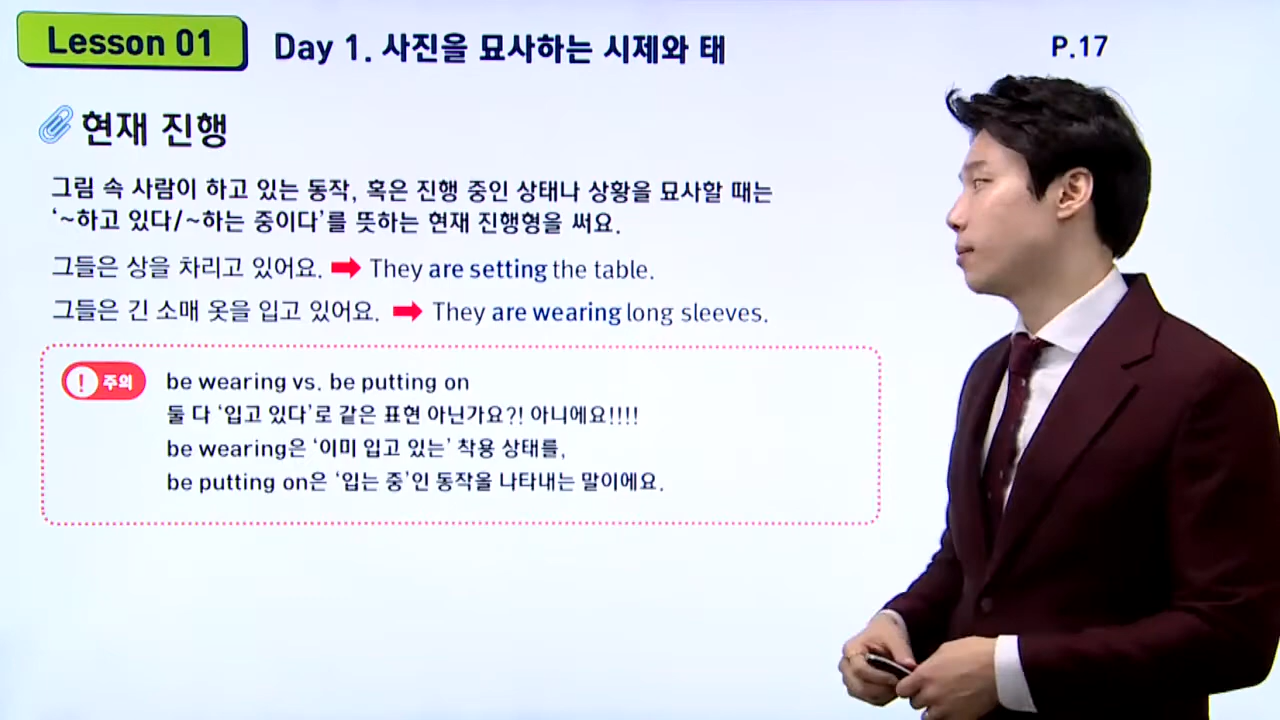 Lesson 01
Day 1. 사진을 묘사하는 시제와 태
P.17
현재 진행
그림 속 사람이 하고 있는 동작, 혹은 진행 중인 상태나 상황을 묘사할 때는
‘~하고 있다/~하는 중이다’를 뜻하는 현재 진행형을 써요.
그들은 상을 차리고 있어요. ➡ They are setting the table.
그들은 긴 소매 옷을 입고 있어요. ➡ They are wearing long sleeves.
! 주의
be wearing vs. be putting on
둘 다 ‘입고 있다’로 같은 표현 아닌가요?! 아니에요!!!!
be wearing은 ‘이미 입고 있는’ 착용 상태를,
be putting on은 ‘입는 중’인 동작을 나타내는 말이에요.